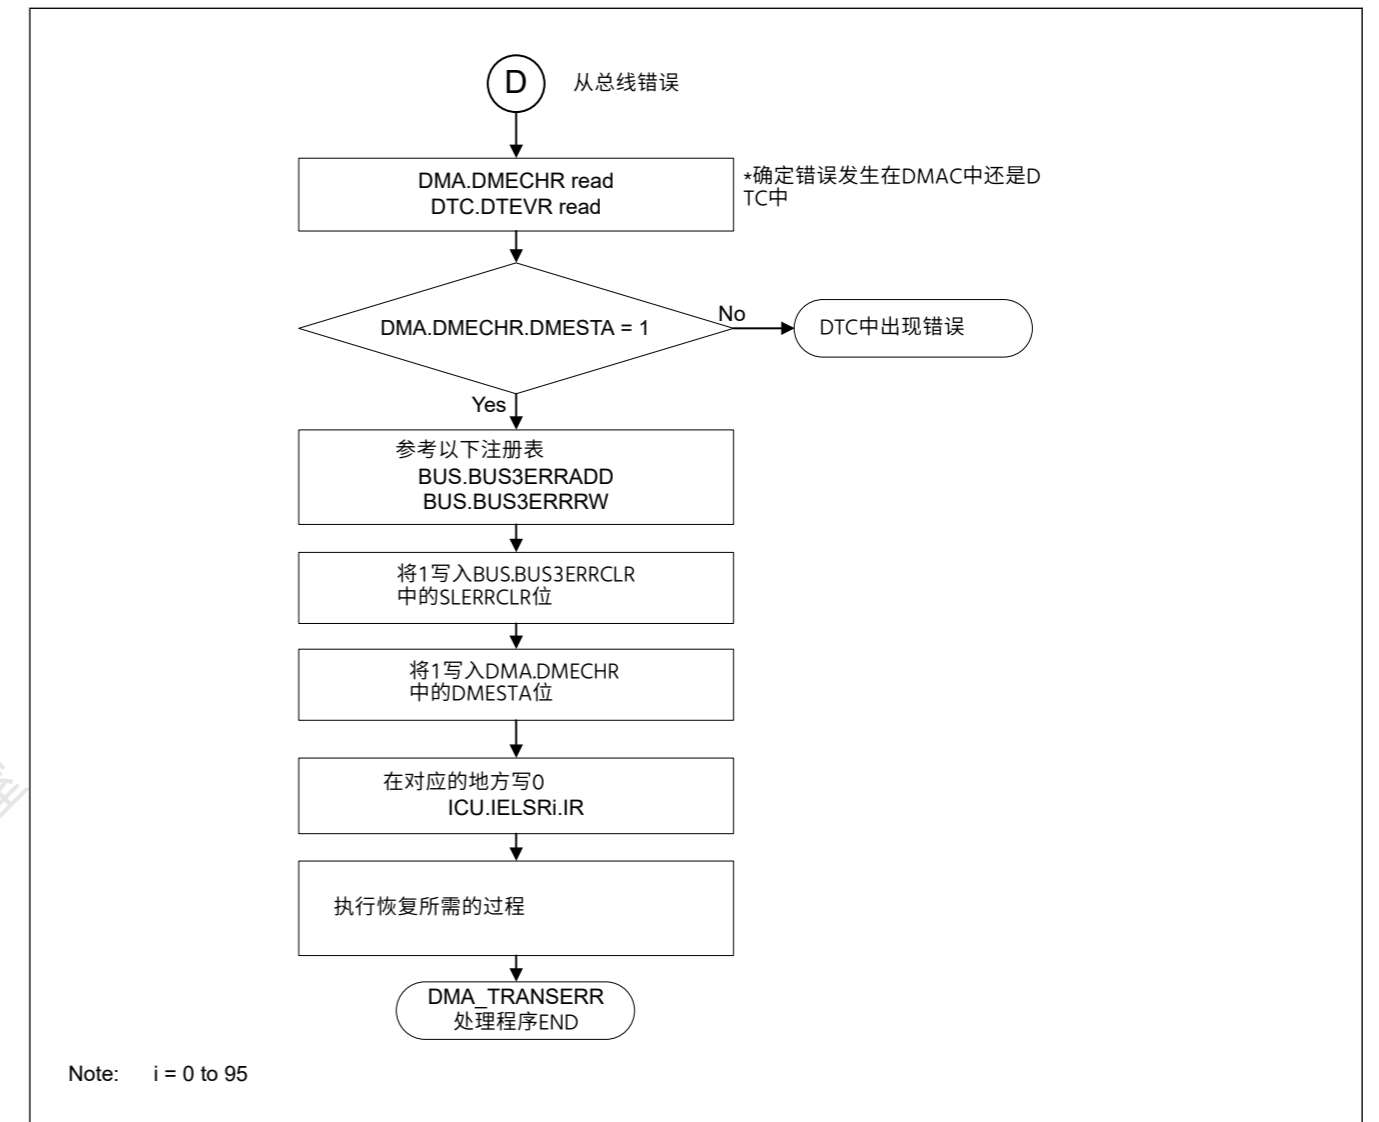 D
从总线错误
DMA.DMECHR read
DTC.DTEVR read
*确定错误发生在DMAC中还是D
TC中
DMA.DMECHR.DMESTA = 1
No
DTC中出现错误
Yes
参考以下注册表
BUS.BUS3ERRADD
BUS.BUS3ERRRW
将1写入BUS.BUS3ERRCLR
中的SLERRCLR位
将1写入DMA.DMECHR
中的DMESTA位
在对应的地方写0
ICU.IELSRi.IR
执行恢复所需的过程
DMA_TRANSERR
处理程序END
Note: i = 0 to 95